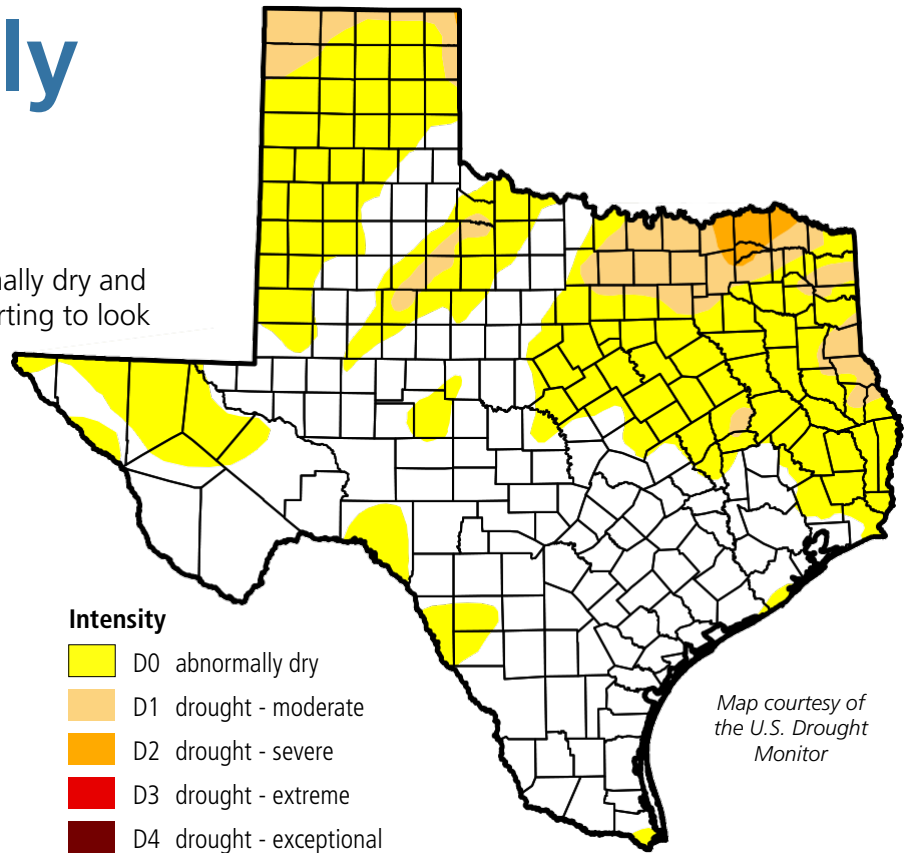 ly
nally dry and
rting to look
Intensity
D0 abnormally dry
D1 drought - moderate
D2 drought - severe
D3 drought - extreme
D4 drought - exceptional
Map courtesy of
the U.S. Drought
Monitor